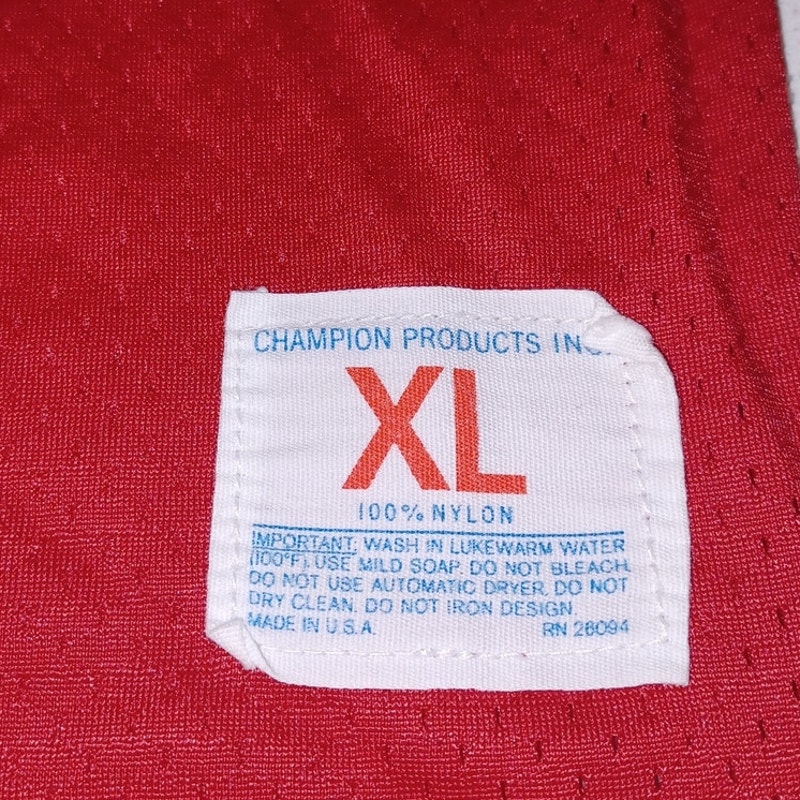 CHAMPION PRODUCTS INC.
XL
100% NYLON
IMPORTANT: WASH IN LUKEWARM WATER
(100°F). USE MILD SOAP. DO NOT BLEACH.
DO NOT USE AUTOMATIC DRYER. DO NOT
DRY CLEAN. DO NOT IRON DESIGN.
MADE IN U.S.A. RN 26094